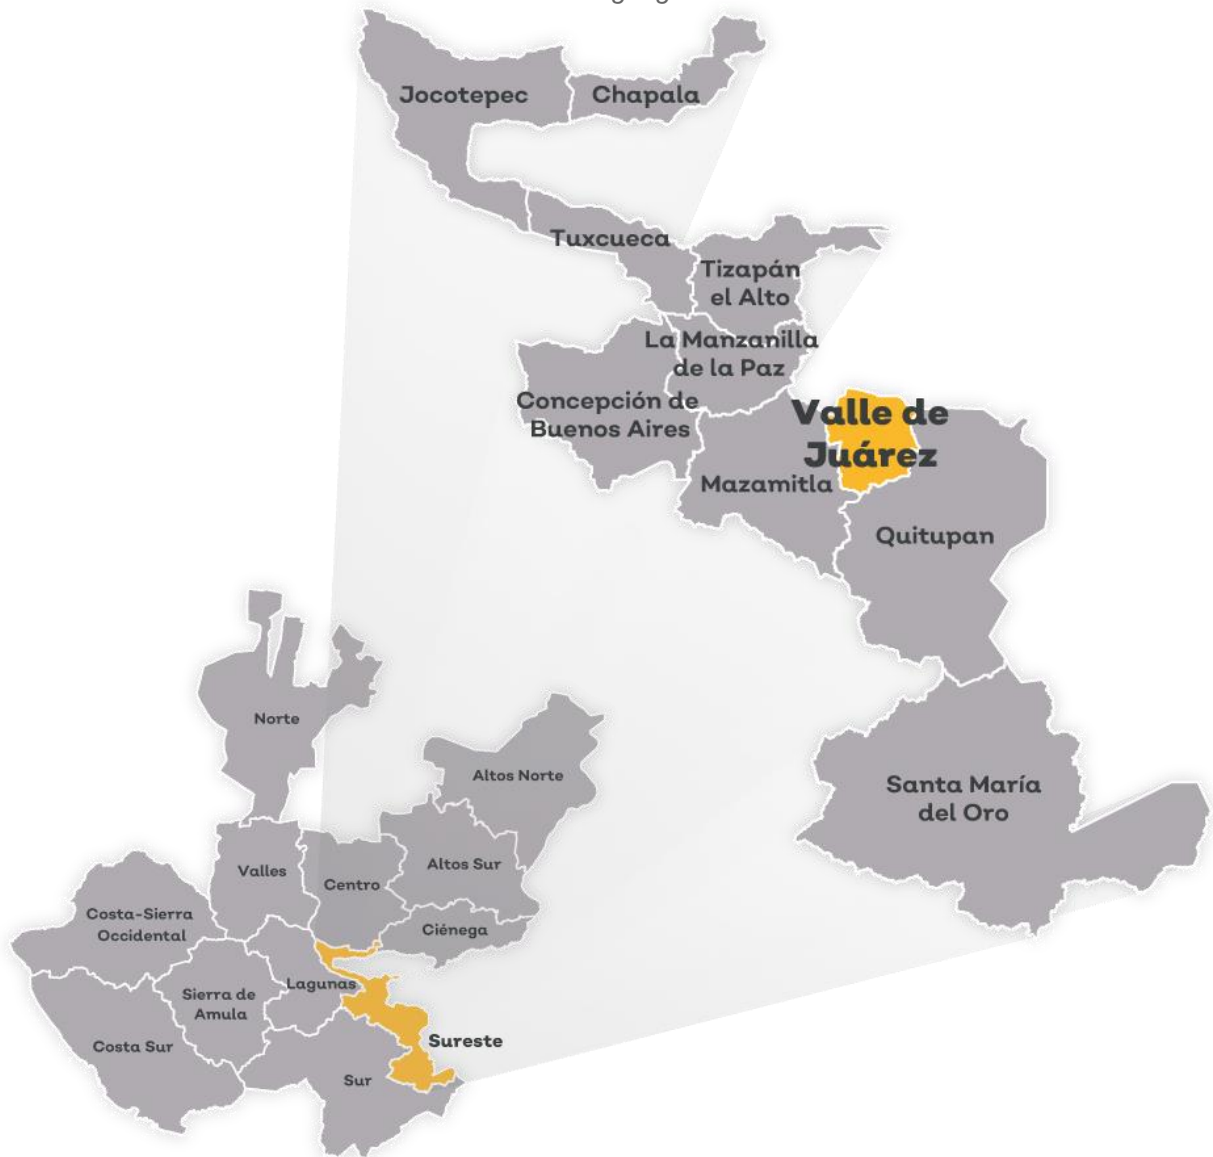 Jocotepec
Chapala
Tuxcueca
Tizapán
el Alto
La Manzanilla
de la Paz
Concepción de
Buenos Aires
Valle de
Juárez
Mazamitla
Quitupan
Santa María
del Oro
Norte
Altos Norte
Altos Sur
Valles
Centro
Costa-Sierra
Occidental
Ciénega
Lagunas
Sierra de
Amula
Costa Sur
Sureste
Sur